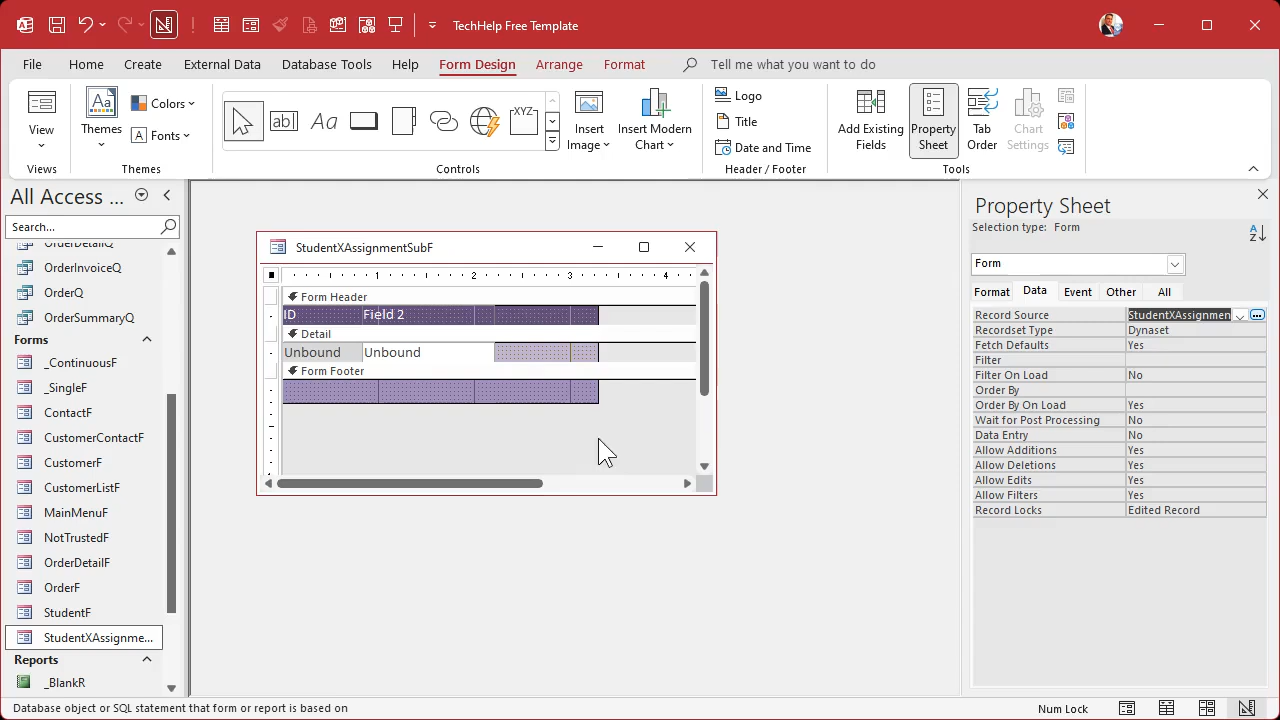 TechHelp Free Template
File Home Create External Data Database Tools Help Form Design Arrange Format Tell me what you want to do
View
Views
Themes
Colors
Fonts
Themes
ab|
Aa
XYZ
Controls
Insert Image
Insert Modern Chart
Logo
Title
Date and Time
Header / Footer
Add Existing Fields
Property Sheet
Tab Order
Chart Settings
Tools
All Access ...
Search...
OrderDetailQ
OrderInvoiceQ
OrderQ
OrderSummaryQ
Forms
_ContinuousF
_SingleF
ContactF
CustomerContactF
CustomerF
CustomerListF
MainMenuF
NotTrustedF
OrderDetailF
OrderF
StudentF
StudentXAssignme...
Reports
_BlankR
StudentXAssignmentSubF
1 2 3 4
Form Header
ID Field 2
Detail
Unbound Unbound
Form Footer
Property Sheet
Selection type: Form
Form
Format Data Event Other All
Record Source StudentXAssignmen
Recordset Type Dynaset
Fetch Defaults Yes
Filter
Filter On Load No
Order By
Order By On Load Yes
Wait for Post Processing No
Data Entry No
Allow Additions Yes
Allow Deletions Yes
Allow Edits Yes
Allow Filters Yes
Record Locks Edited Record
Database object or SQL statement that form or report is based on
Num Lock